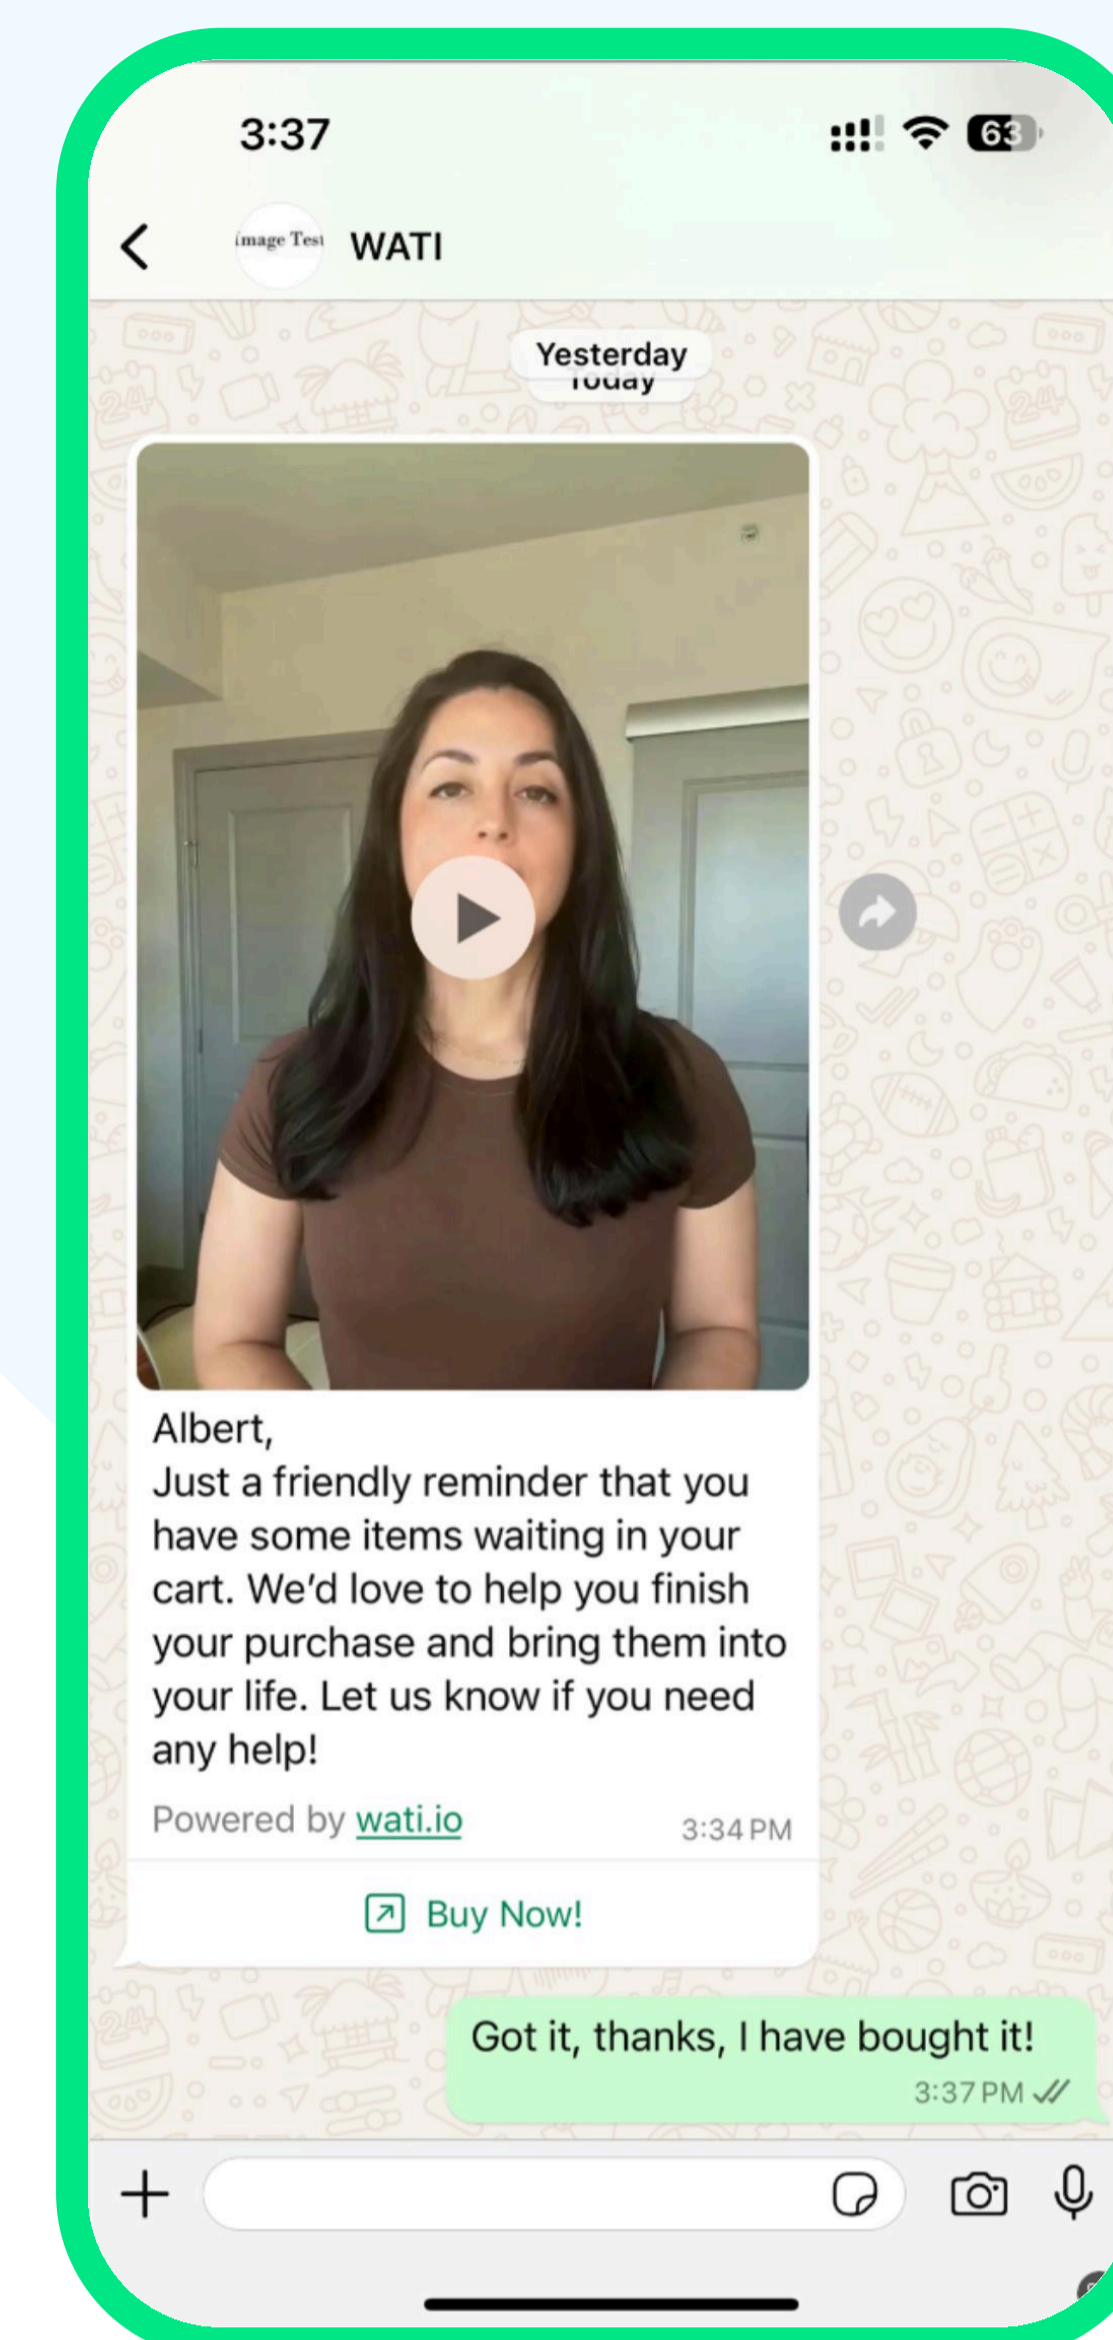 3:37
63
Image Test
WATI
Yesterday
Today
Albert,
Just a friendly reminder that you
have some items waiting in your
cart. We'd love to help you finish
your purchase and bring them into
your life. Let us know if you need
any help!
Powered by wati.io
3:34 PM
Buy Now!
Got it, thanks, I have bought it!
3:37 PM